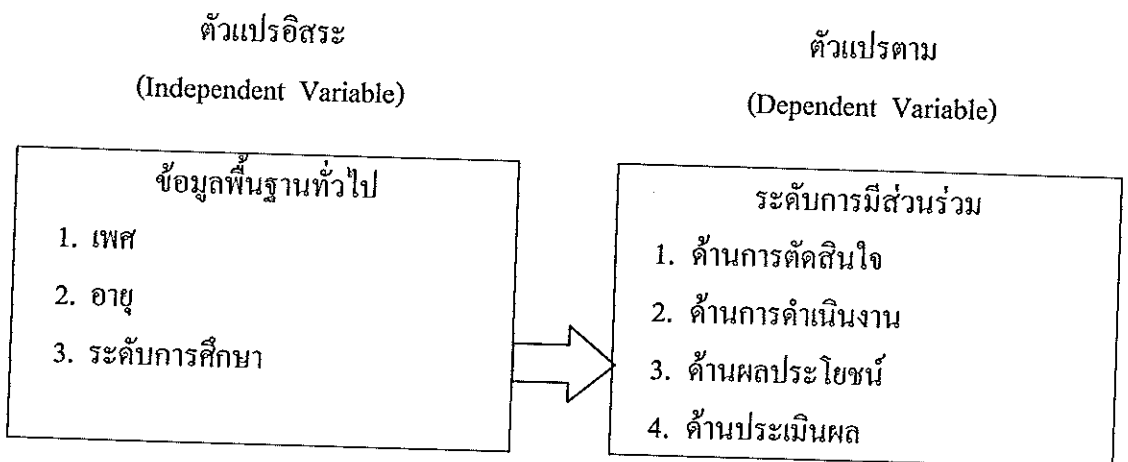 ตัวแปรอิสระ
(Independent Variable)
ข้อมูลพื้นฐานทั่วไป
1. เพศ
2. อายุ
3. ระดับการศึกษา
ตัวแปรตาม
(Dependent Variable)
ระดับการมีส่วนร่วม
1. ด้านการตัดสินใจ
2. ด้านการดำเนินงาน
3. ด้านผลประโยชน์
4. ด้านประเมินผล